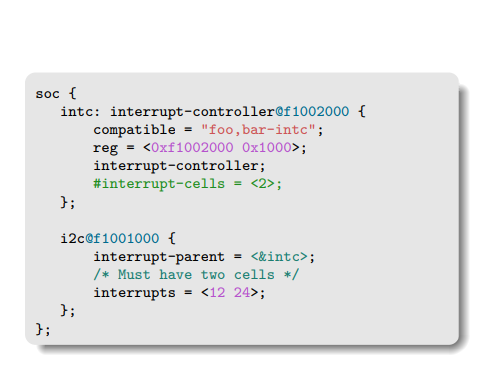 soc {
intc: interrupt-controller@f1002000 {
compatible = "foo,bar-intc";
reg = <0xf1002000 0x1000>;
interrupt-controller;
#interrupt-cells = <2>;
};
i2c@f1001000 {
interrupt-parent = <&intc>;
/* Must have two cells */
interrupts = <12 24>;
};
};